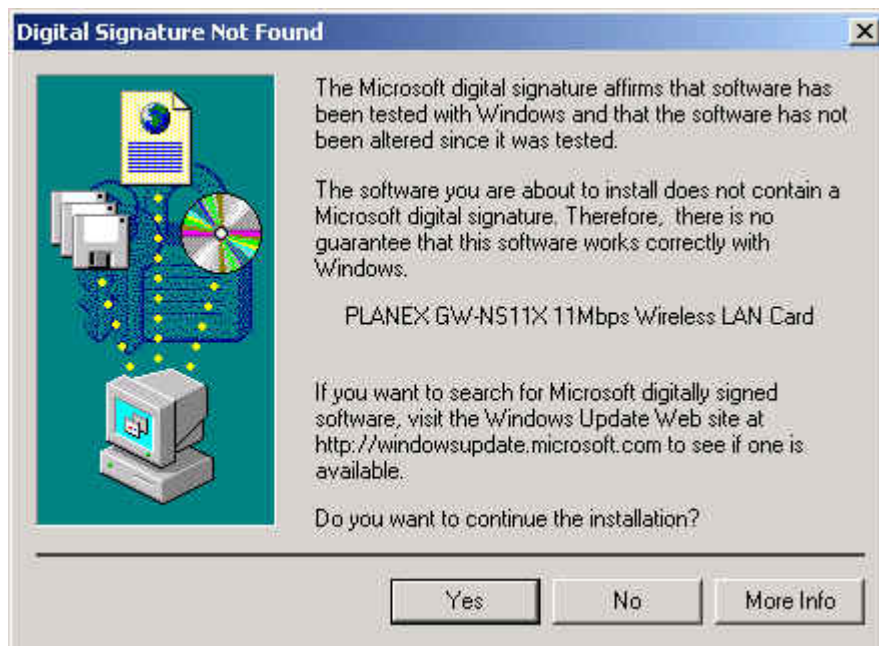 Digital Signature Not Found
The Microsoft digital signature affirms that software has
been tested with Windows and that the software has not
been altered since it was tested.
The software you are about to install does not contain a
Microsoft digital signature. Therefore, there is no
guarantee that this software works correctly with
Windows.
PLANEX GW-NS11X 11Mbps Wireless LAN Card
If you want to search for Microsoft digitally signed
software, visit the Windows Update Web site at
http://windowsupdate.microsoft.com to see if one is
available.
Do you want to continue the installation?
Yes
No
More Info